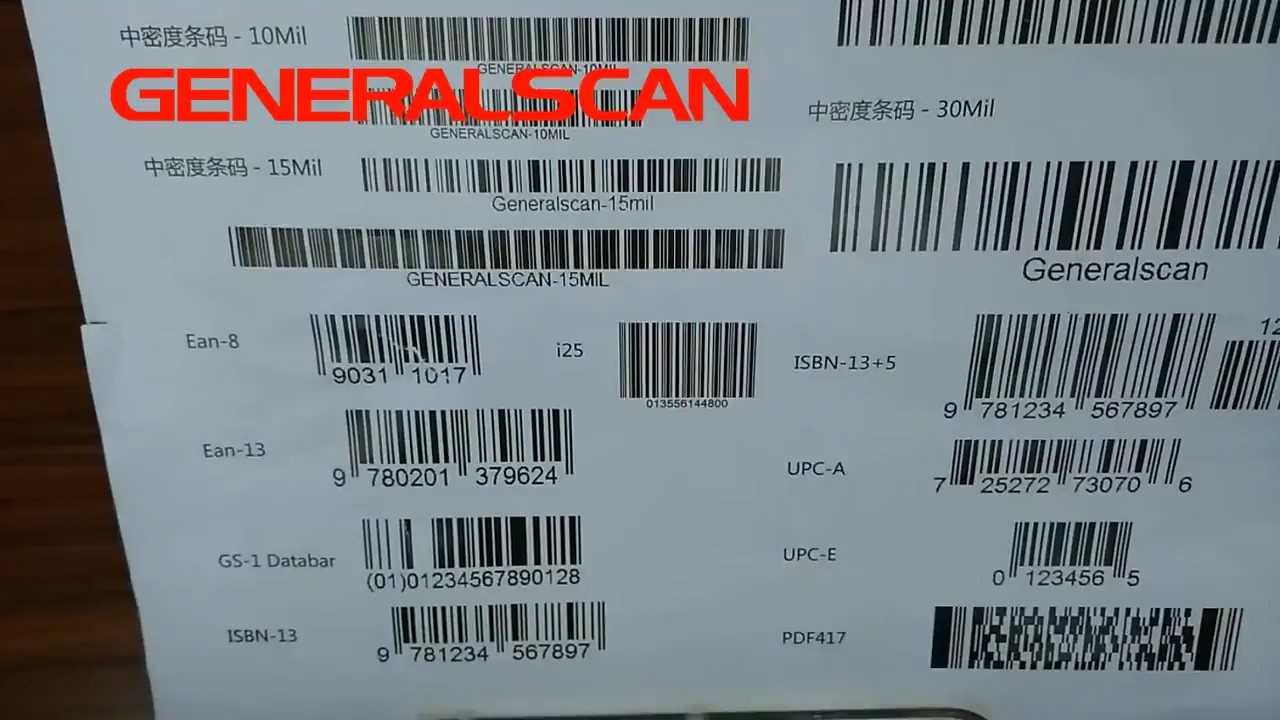 中密度条码 - 10Mil
GENERALSCAN-10MIL
GENERALSCAN
GENERALSCAN-10MIL
中密度条码 - 15Mil
Generalscan-15mil
GENERALSCAN-15MIL
中密度条码 - 30Mil
Generalscan
Ean-8
9031 1017
i25
013556144800
ISBN-13+5
12
9 781234 567897
Ean-13
9 780201 379624
UPC-A
7 25272 73070 6
GS-1 Databar
(01)01234567890128
UPC-E
0 123456 5
ISBN-13
9 781234 567897
PDF417